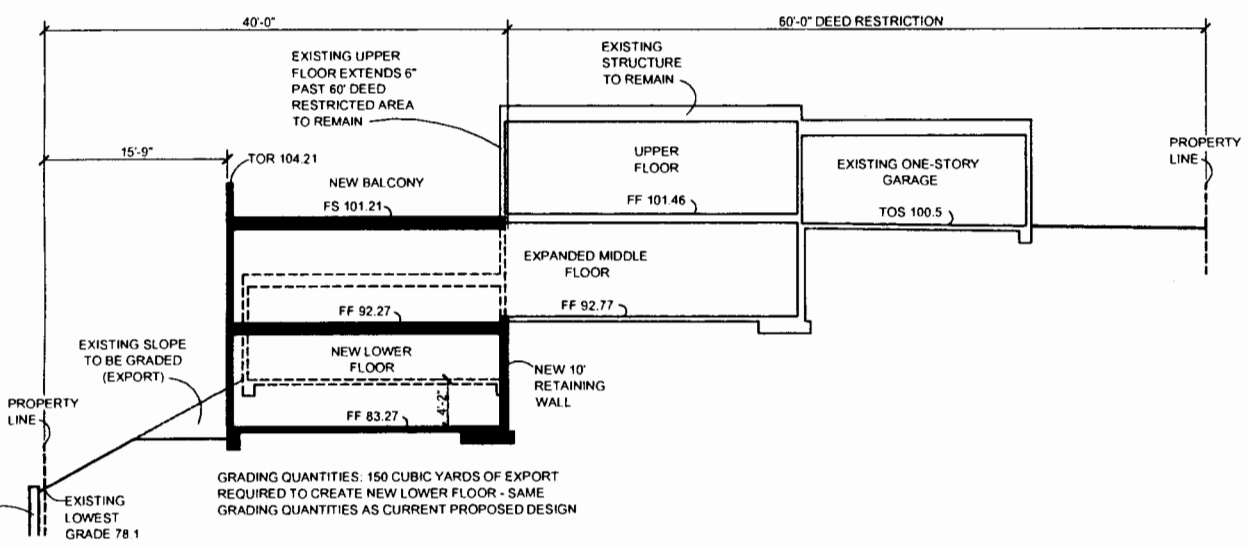 40'-0"
60'-0" DEED RESTRICTION
EXISTING UPPER
FLOOR EXTENDS 6"
PAST 60' DEED
RESTRICTED AREA
TO REMAIN
EXISTING
STRUCTURE
TO REMAIN
15'-9"
TOR 104.21
NEW BALCONY
FS 101.21
UPPER
FLOOR
FF 101.46
EXISTING ONE-STORY
GARAGE
TOS 100.5
PROPERTY
LINE
EXPANDED MIDDLE
FLOOR
FF 92.77
FF 92.27
EXISTING SLOPE
TO BE GRADED
(EXPORT)
NEW LOWER
FLOOR
NEW 10'
RETAINING
WALL
4'-2"
FF 83.27
PROPERTY
LINE
GRADING QUANTITIES: 150 CUBIC YARDS OF EXPORT
REQUIRED TO CREATE NEW LOWER FLOOR - SAME
GRADING QUANTITIES AS CURRENT PROPOSED DESIGN
EXISTING
LOWEST
GRADE 78.1